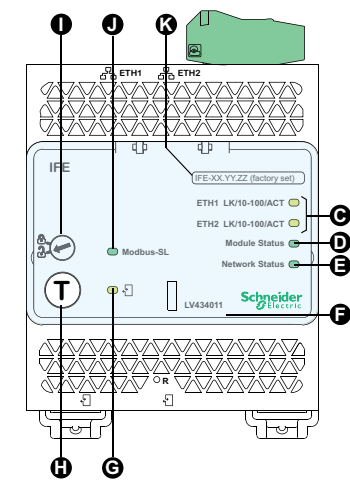 I J K
ETH1 ETH2
IFE
IFE-XX.YY.ZZ (factory set)
ETH1 LK/10-100/ACT
C
ETH2 LK/10-100/ACT
Module Status D
Modbus-SL
Network Status E
T
Schneider
Electric
LV434011
F
R
H G